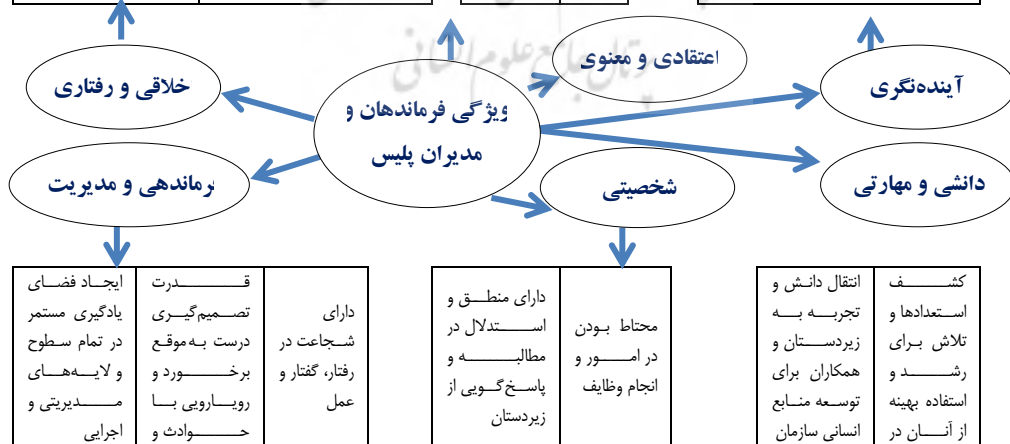 پرتال جامع علوم انسانی
اعتقادی و معنوی
آینده‌نگری
خلاقی و رفتاری
ویژگی فرماندهان و
مدیران پلیس
دانشی و مهارتی
شخصیتی
رماندهی و مدیریت
کشف
استعدادها و
تلاش برای
رشد و
استفاده بهینه
از آنان در
انتقال دانش و
تجربه به
زیردستان و
همکاران برای
توسعه منابع
انسانی سازمان
محتاط بودن
در امور و
انجام وظایف
دارای منطق و
استدلال در
مطالبه و
پاسخ‌گویی از
زیردستان
دارای
شجاعت در
رفتار، گفتار و
عمل
قدرت
تصمیم‌گیری
درست به‌موقع
برخورد و
رویارویی با
حوادث و
ایجاد فضای
یادگیری مستمر
در تمام سطوح
و لایه‌های
مدیریتی و
اجرایی